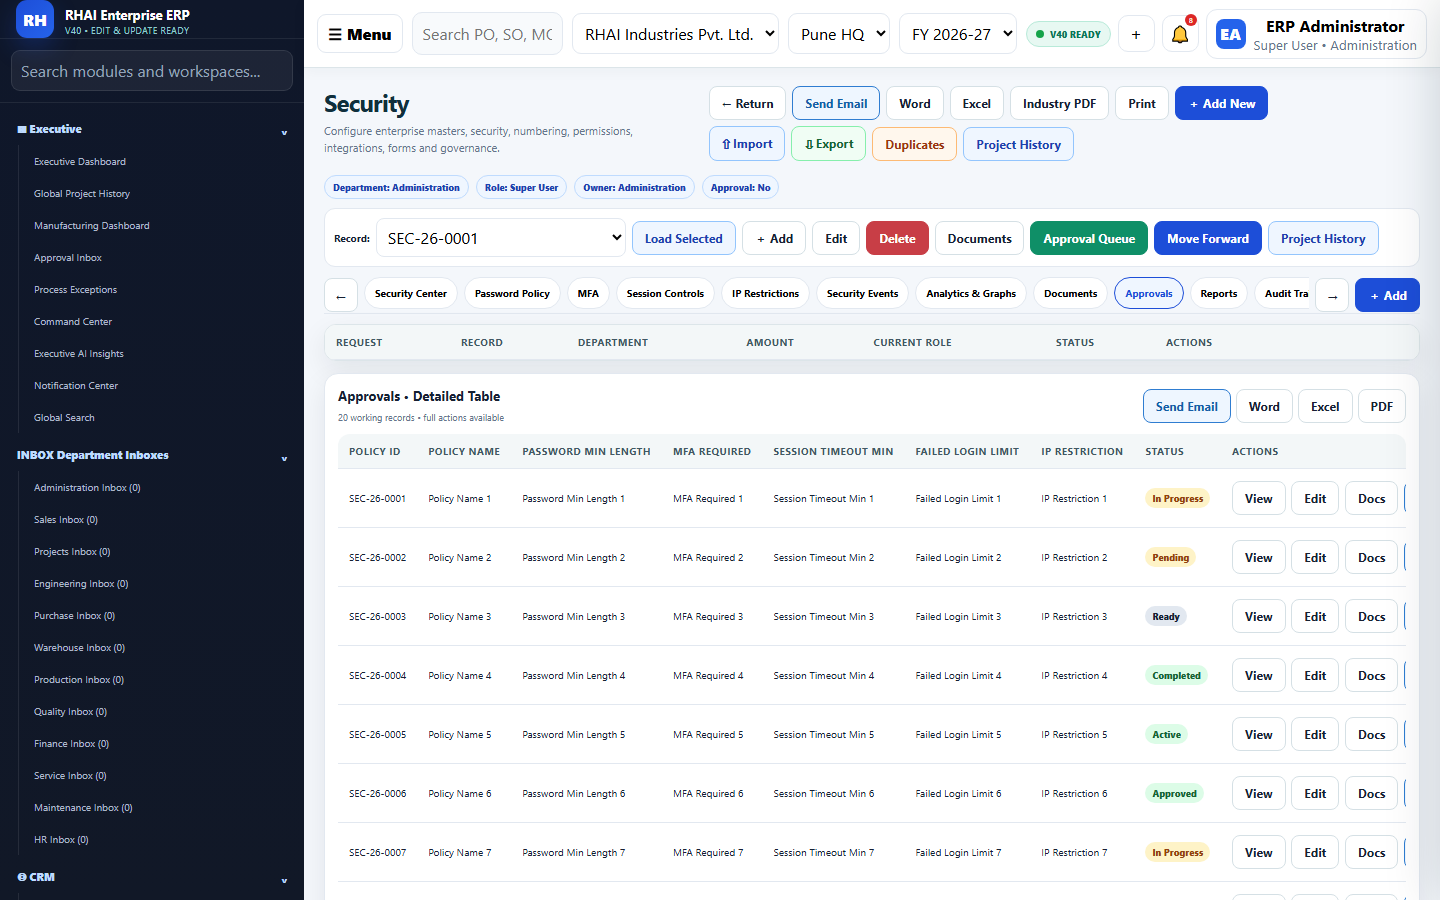 RH
RHAI Enterprise ERP
V40 • EDIT & UPDATE READY
Search modules and workspaces...
Executive
Executive Dashboard
Global Project History
Manufacturing Dashboard
Approval Inbox
Process Exceptions
Command Center
Executive AI Insights
Notification Center
Global Search
INBOX Department Inboxes
Administration Inbox (0)
Sales Inbox (0)
Projects Inbox (0)
Engineering Inbox (0)
Purchase Inbox (0)
Warehouse Inbox (0)
Production Inbox (0)
Quality Inbox (0)
Finance Inbox (0)
Service Inbox (0)
Maintenance Inbox (0)
HR Inbox (0)
CRM
☰ Menu
Search PO, SO, MC
RHAI Industries Pvt. Ltd.
Pune HQ
FY 2026-27
V40 READY
+
8
EA
ERP Administrator
Super User • Administration
Security
Configure enterprise masters, security, numbering, permissions,
integrations, forms and governance.
← Return
Send Email
Word
Excel
Industry PDF
Print
+ Add New
⇧ Import
⇩ Export
Duplicates
Project History
Department: Administration
Role: Super User
Owner: Administration
Approval: No
Record:
SEC-26-0001
Load Selected
+ Add
Edit
Delete
Documents
Approval Queue
Move Forward
Project History
←
Security Center
Password Policy
MFA
Session Controls
IP Restrictions
Security Events
Analytics & Graphs
Documents
Approvals
Reports
Audit Tra
→
+ Add
REQUEST RECORD DEPARTMENT AMOUNT CURRENT ROLE STATUS ACTIONS
Approvals • Detailed Table
20 working records • full actions available
Send Email
Word
Excel
PDF
POLICY ID POLICY NAME PASSWORD MIN LENGTH MFA REQUIRED SESSION TIMEOUT MIN FAILED LOGIN LIMIT IP RESTRICTION STATUS ACTIONS
SEC-26-0001 Policy Name 1 Password Min Length 1 MFA Required 1 Session Timeout Min 1 Failed Login Limit 1 IP Restriction 1 In Progress View Edit Docs
SEC-26-0002 Policy Name 2 Password Min Length 2 MFA Required 2 Session Timeout Min 2 Failed Login Limit 2 IP Restriction 2 Pending View Edit Docs
SEC-26-0003 Policy Name 3 Password Min Length 3 MFA Required 3 Session Timeout Min 3 Failed Login Limit 3 IP Restriction 3 Ready View Edit Docs
SEC-26-0004 Policy Name 4 Password Min Length 4 MFA Required 4 Session Timeout Min 4 Failed Login Limit 4 IP Restriction 4 Completed View Edit Docs
SEC-26-0005 Policy Name 5 Password Min Length 5 MFA Required 5 Session Timeout Min 5 Failed Login Limit 5 IP Restriction 5 Active View Edit Docs
SEC-26-0006 Policy Name 6 Password Min Length 6 MFA Required 6 Session Timeout Min 6 Failed Login Limit 6 IP Restriction 6 Approved View Edit Docs
SEC-26-0007 Policy Name 7 Password Min Length 7 MFA Required 7 Session Timeout Min 7 Failed Login Limit 7 IP Restriction 7 In Progress View Edit Docs